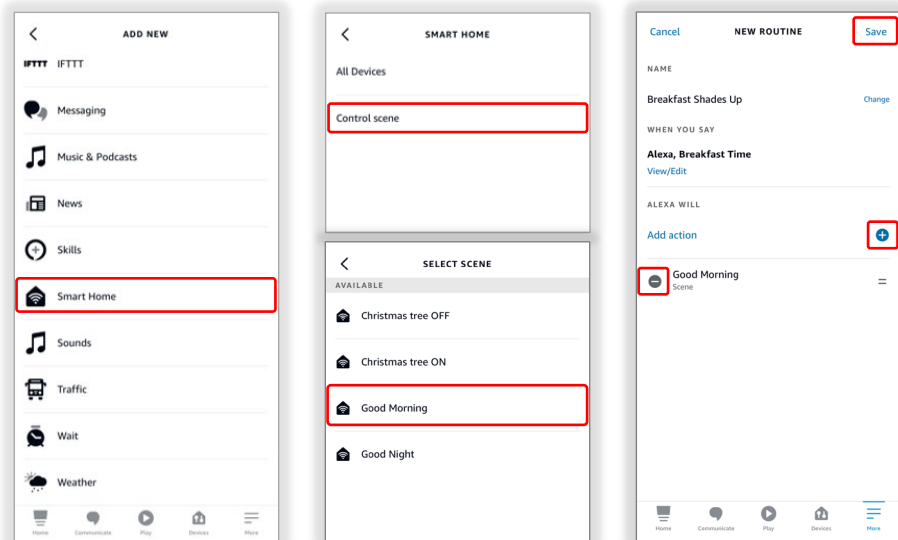 ADD NEW
IFTTT IFTTT
Messaging
Music & Podcasts
News
Skills
Smart Home
Sounds
Traffic
Wait
Weather
Home Communicate Play Devices More
SMART HOME
All Devices
Control scene
SELECT SCENE
AVAILABLE
Christmas tree OFF
Christmas tree ON
Good Morning
Good Night
Cancel NEW ROUTINE Save
NAME
Breakfast Shades Up Change
WHEN YOU SAY
Alexa, Breakfast Time
View/Edit
ALEXA WILL
Add action
Good Morning
Scene
Home Communicate Play Devices More